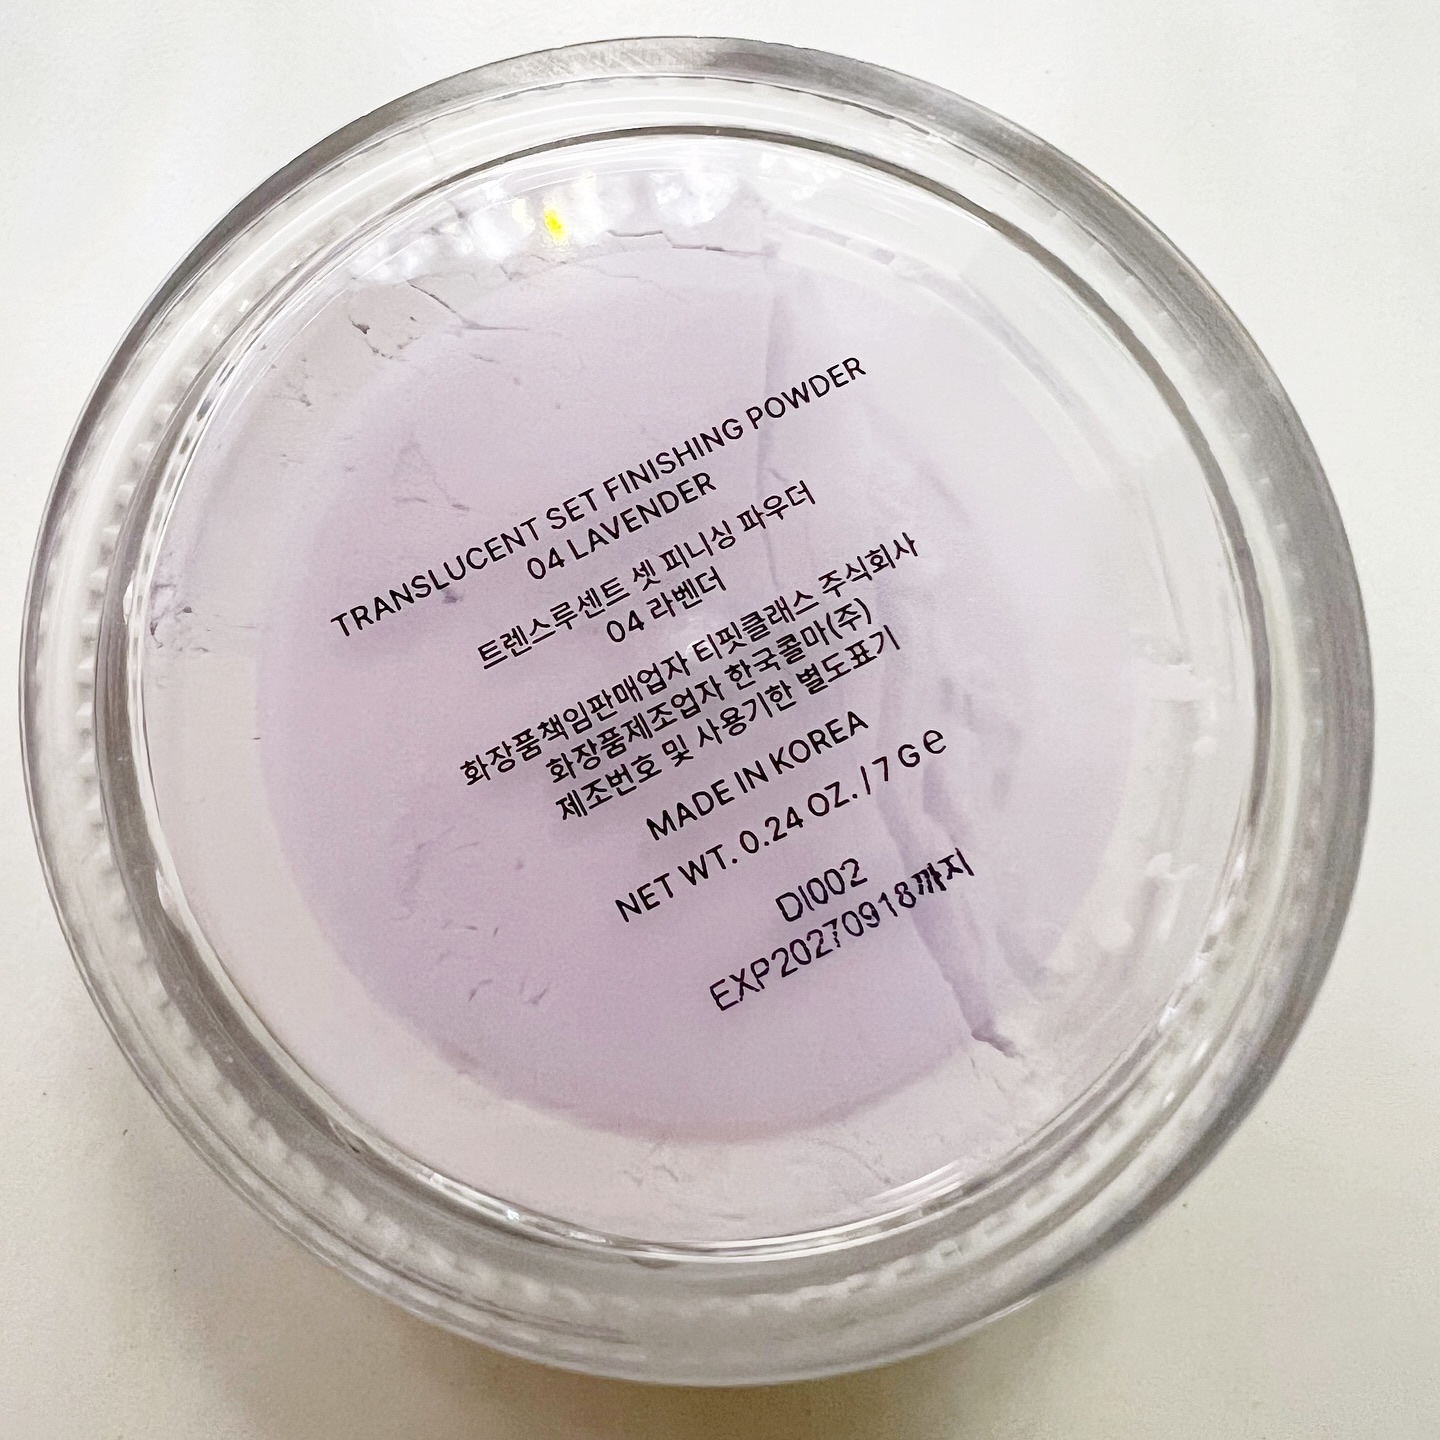 TRANSLUCENT SET FINISHING POWDER
04 LAVENDER
트렌스루센트 셋 피니싱 파우더
04 라벤더
화장품책임판매업자 티핏클래스 주식회사
화장품제조업자 한국콜마(주)
제조번호 및 사용기한 별도표기
MADE IN KOREA
NET WT. 0.24 OZ. / 7 G e
DI002
EXP20270918까지